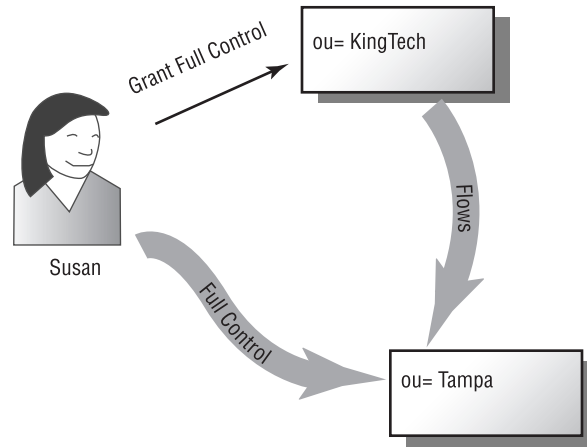 Grant Full Control
ou= KingTech
Flows
Susan
Full Control
ou= Tampa